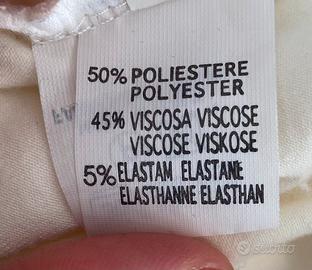 50% POLIESTERE
POLYESTER
45% VISCOSA VISCOSE
VISCOSE VISKOSE
5% ELASTAM ELASTANE
ELASTHANNE ELASTHAN
subito